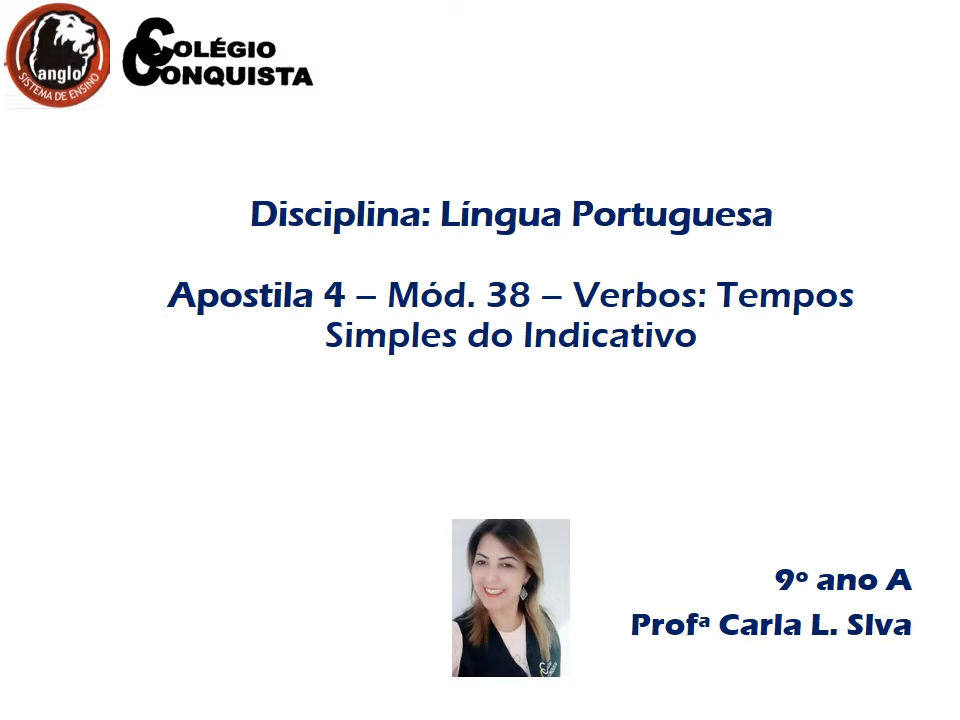 anglo
SISTEMA DE ENSINO
COLÉGIO
CONQUISTA
Disciplina: Língua Portuguesa
Apostila 4 – Mód. 38 – Verbos: Tempos
Simples do Indicativo
9º ano A
Profª Carla L. Slva